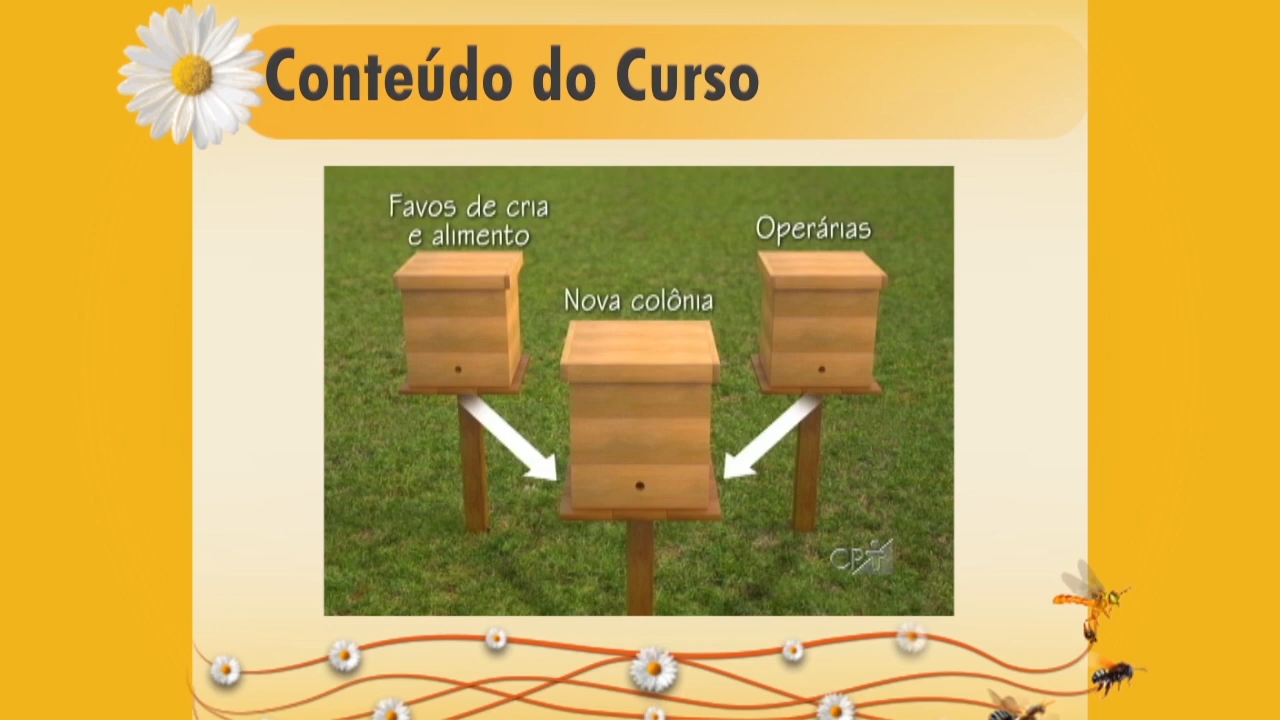 Conteúdo do Curso
Favos de cria
e alimento
Operárias
Nova colônia
CPT